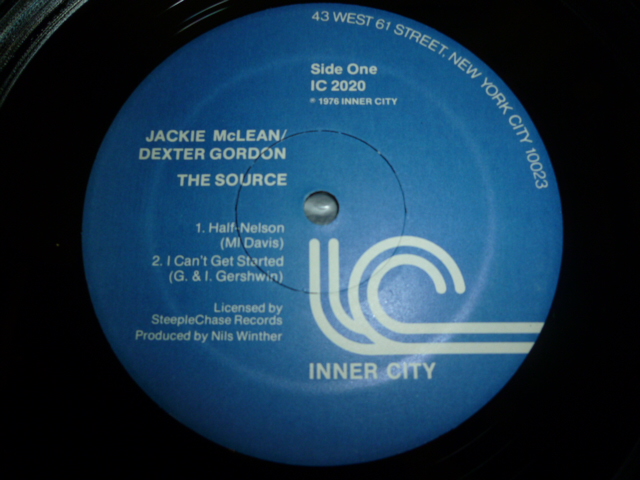 43 WEST 61 STREET, NEW YORK CITY 10023
Side One
IC 2020
℗ 1976 INNER CITY
JACKIE McLEAN/
DEXTER GORDON
THE SOURCE
1. Half-Nelson
(Ml Davis)
2. I Can't Get Started
(G. & I. Gershwin)
Licensed by
SteepleChase Records
Produced by Nils Winther
IC
INNER CITY